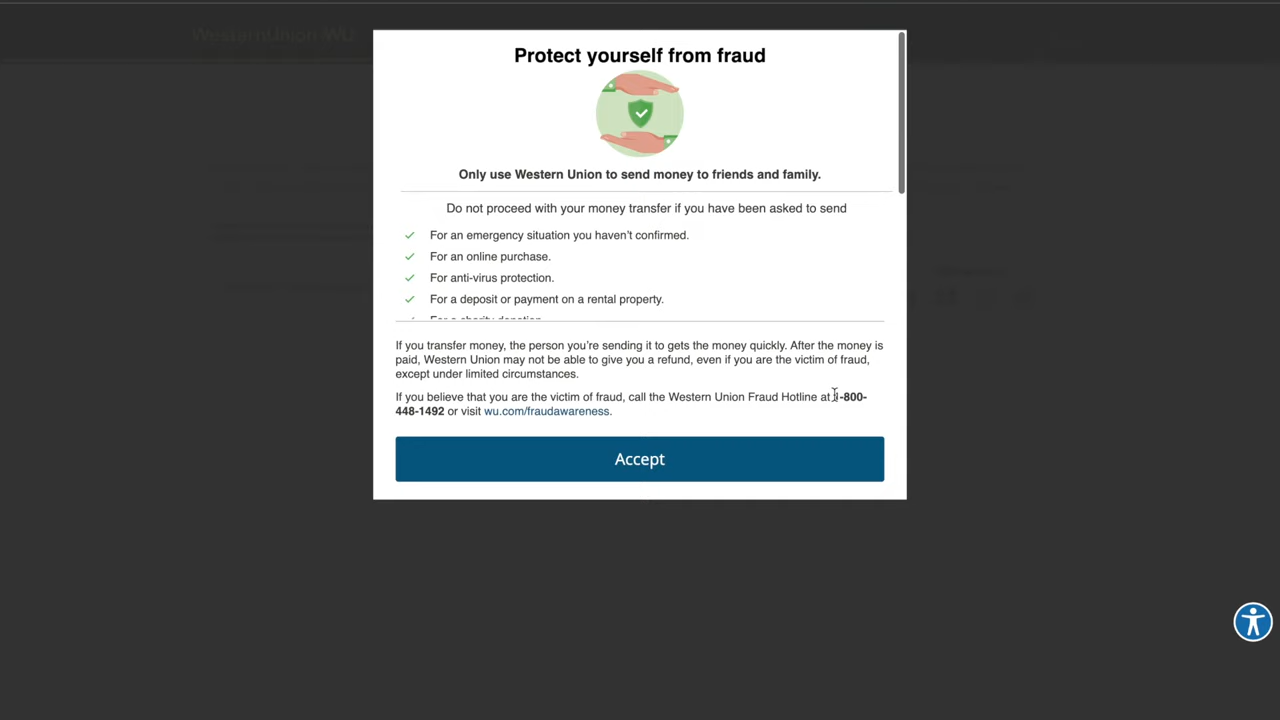 WesternUnion WU
Protect yourself from fraud
Only use Western Union to send money to friends and family.
Do not proceed with your money transfer if you have been asked to send
For an emergency situation you haven't confirmed.
For an online purchase.
For anti-virus protection.
For a deposit or payment on a rental property.
For a charity donation.
If you transfer money, the person you're sending it to gets the money quickly. After the money is
paid, Western Union may not be able to give you a refund, even if you are the victim of fraud,
except under limited circumstances.
If you believe that you are the victim of fraud, call the Western Union Fraud Hotline at 1-800-
448-1492 or visit wu.com/fraudawareness.
Accept